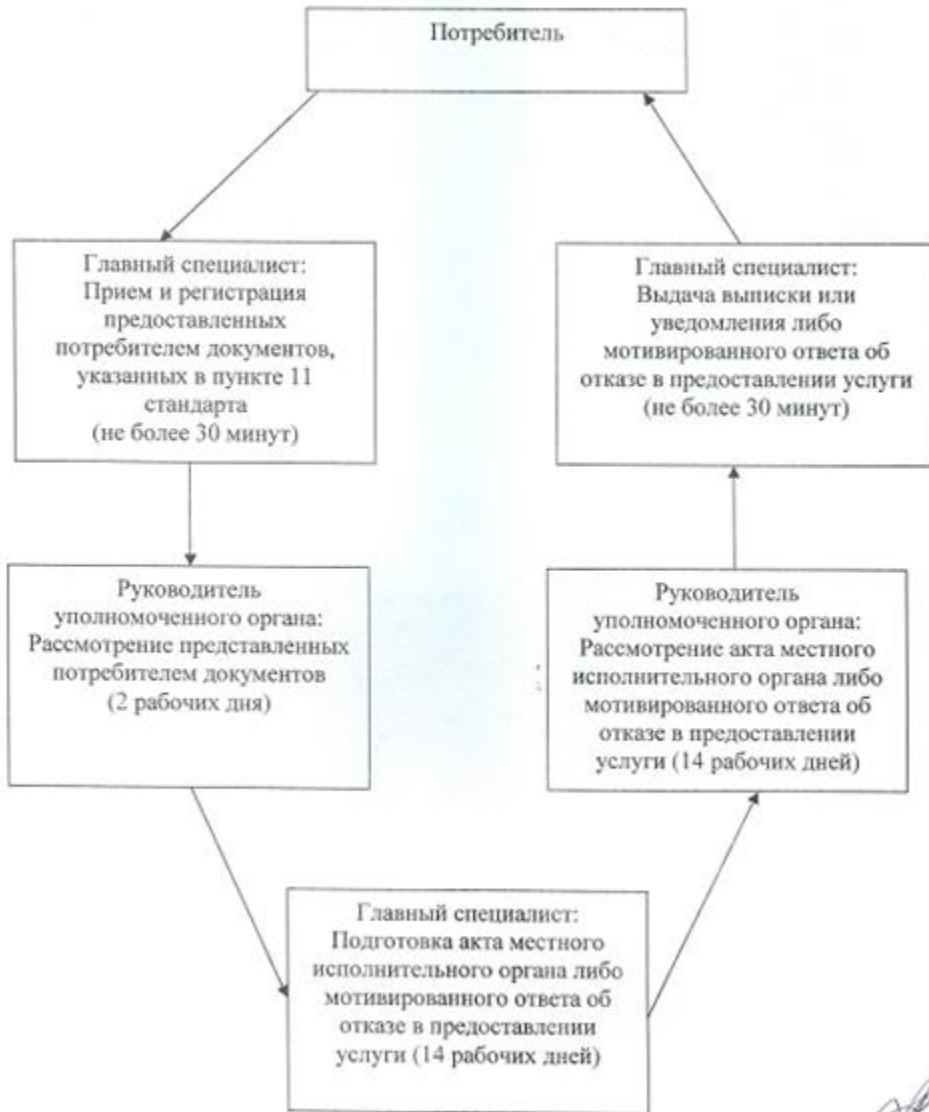 Потребитель
Главный специалист:
Прием и регистрация
предоставленных
потребителем документов,
указанных в пункте 11
стандарта
(не более 30 минут)
Руководитель
уполномоченного органа:
Рассмотрение представленных
потребителем документов
(2 рабочих дня)
Главный специалист:
Подготовка акта местного
исполнительного органа либо
мотивированного ответа об
отказе в предоставлении
услуги (14 рабочих дней)
Руководитель
уполномоченного органа:
Рассмотрение акта местного
исполнительного органа либо
мотивированного ответа об
отказе в предоставлении
услуги (14 рабочих дней)
Главный специалист:
Выдача выписки или
уведомления либо
мотивированного ответа об
отказе в предоставлении услуги
(не более 30 минут)